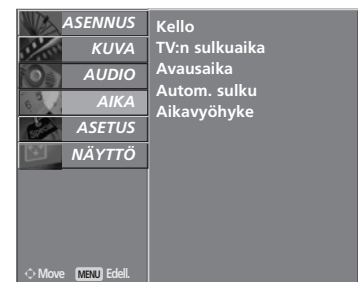 ASENNUS
KUVA
AUDIO
AIKA
ASETUS
NÄYTTÖ
Kello
TV:n sulkuaika
Avausaika
Autom. sulku
Aikavyöhyke
Move MENU Edell.